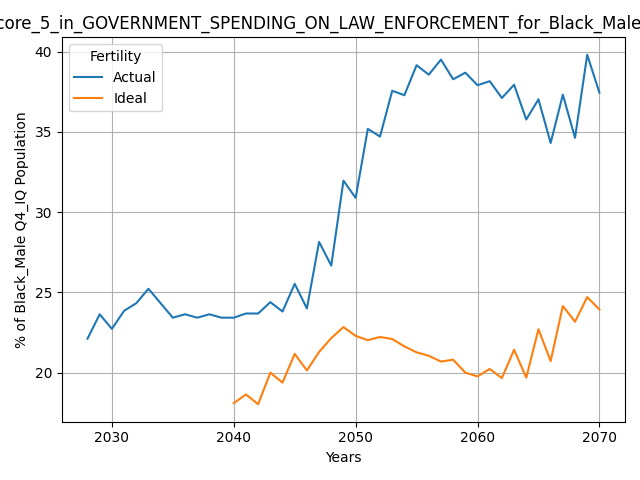 core_5_in_GOVERNMENT_SPENDING_ON_LAW_ENFORCEMENT_for_Black_Male
Fertility
Actual
Ideal
% of Black_Male Q4_IQ Population
40
35
30
25
20
2030 2040 2050 2060 2070
Years